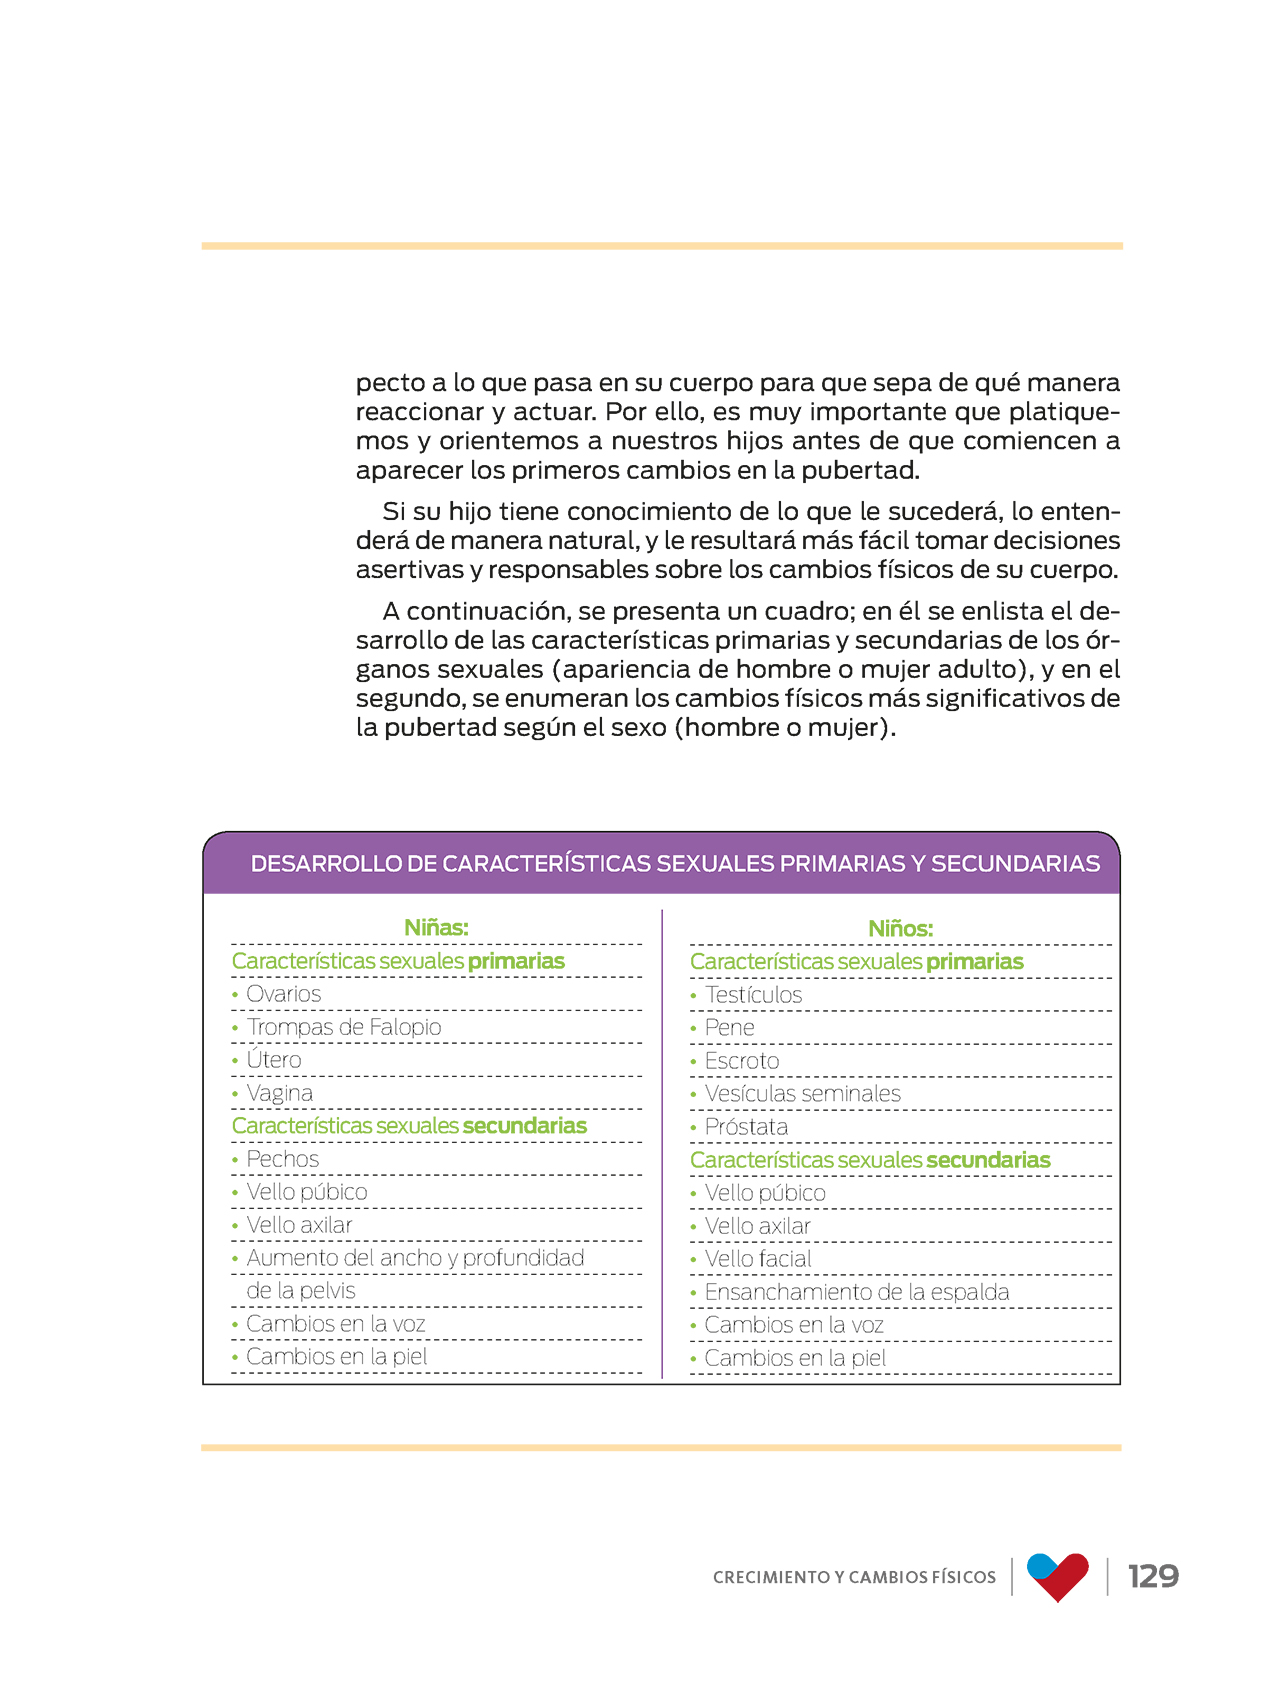 pecto a lo que pasa en su cuerpo para que sepa de qué manera
reaccionar y actuar. Por ello, es muy importante que platique-
mos y orientemos a nuestros hijos antes de que comiencen a
aparecer los primeros cambios en la pubertad.
Si su hijo tiene conocimiento de lo que le sucederá, lo enten-
derá de manera natural, y le resultará más fácil tomar decisiones
asertivas y responsables sobre los cambios físicos de su cuerpo.
A continuación, se presenta un cuadro; en él se enlista el de-
sarrollo de las características primarias y secundarias de los ór-
ganos sexuales (apariencia de hombre o mujer adulto), y en el
segundo, se enumeran los cambios físicos más significativos de
la pubertad según el sexo (hombre o mujer).
DESARROLLO DE CARACTERÍSTICAS SEXUALES PRIMARIAS Y SECUNDARIAS
Niñas:
Características sexuales primarias
• Ovarios
• Trompas de Falopio
• Útero
• Vagina
Características sexuales secundarias
• Pechos
• Vello púbico
• Vello axilar
• Aumento del ancho y profundidad
de la pelvis
• Cambios en la voz
• Cambios en la piel
Niños:
Características sexuales primarias
• Testículos
• Pene
• Escroto
• Vesículas seminales
• Próstata
Características sexuales secundarias
• Vello púbico
• Vello axilar
• Vello facial
• Ensanchamiento de la espalda
• Cambios en la voz
• Cambios en la piel
CRECIMIENTO Y CAMBIOS FÍSICOS
129